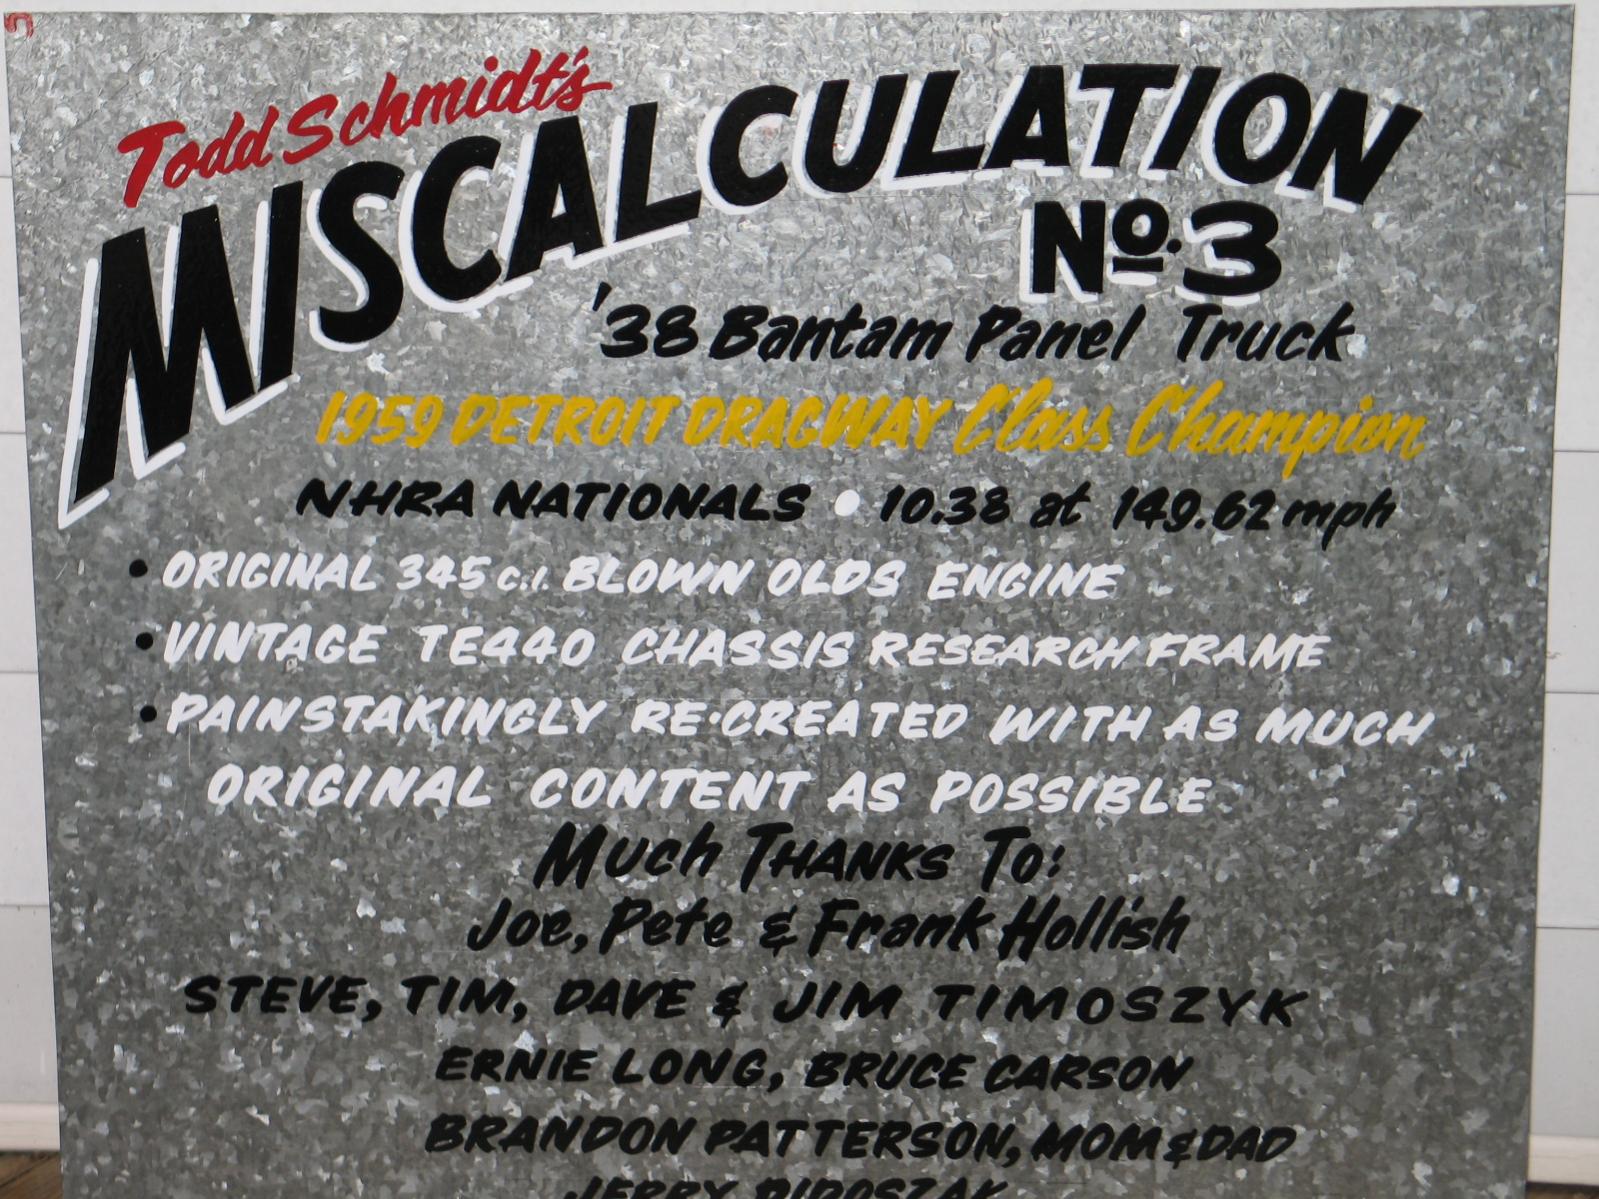 Todd Schmidt's
MISCALCULATION
Nº.3
'38 Bantam Panel Truck
1959 DETROIT DRAGWAY Class Champion
NHRA NATIONALS • 10.38 at 149.62 mph
• ORIGINAL 345 C.I. BLOWN OLDS ENGINE
• VINTAGE TE440 CHASSIS RESEARCH FRAME
• PAINSTAKINGLY RE-CREATED WITH AS MUCH
ORIGINAL CONTENT AS POSSIBLE
Much THANKS To:
Joe, Pete & Frank Hollish
STEVE, TIM, DAVE & JIM TIMOSZYK
ERNIE LONG, BRUCE CARSON
BRANDON PATTERSON, MOM & DAD
JERRY